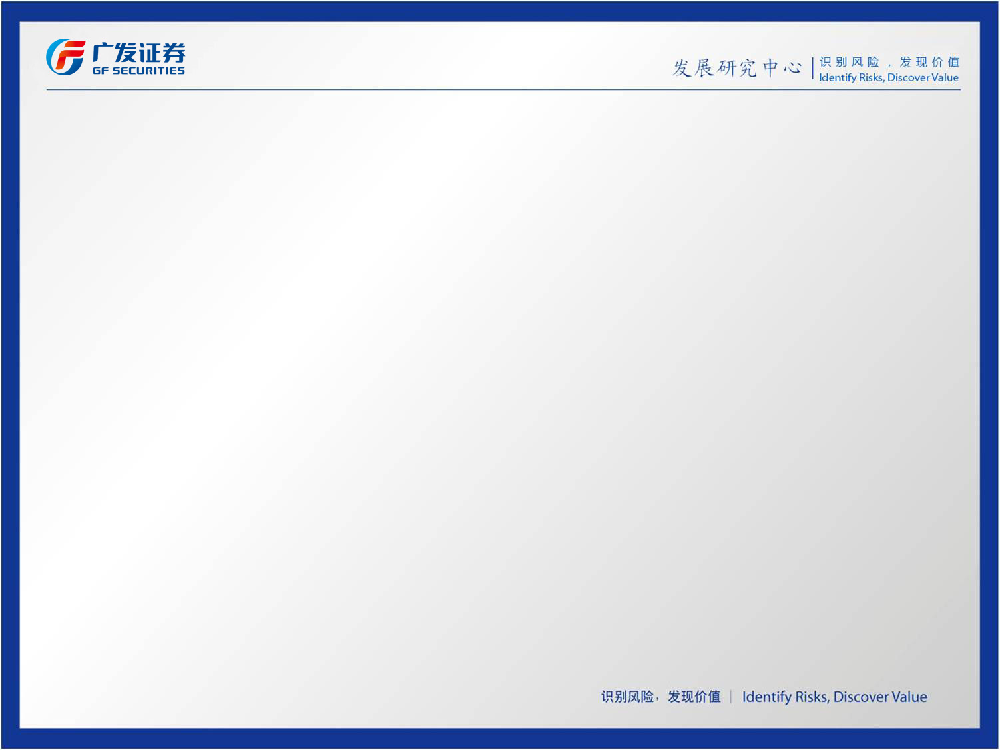 广发证券
GF SECURITIES
发展研究中心
识别风险，发现价值
Identify Risks, Discover Value
识别风险，发现价值 | Identify Risks, Discover Value